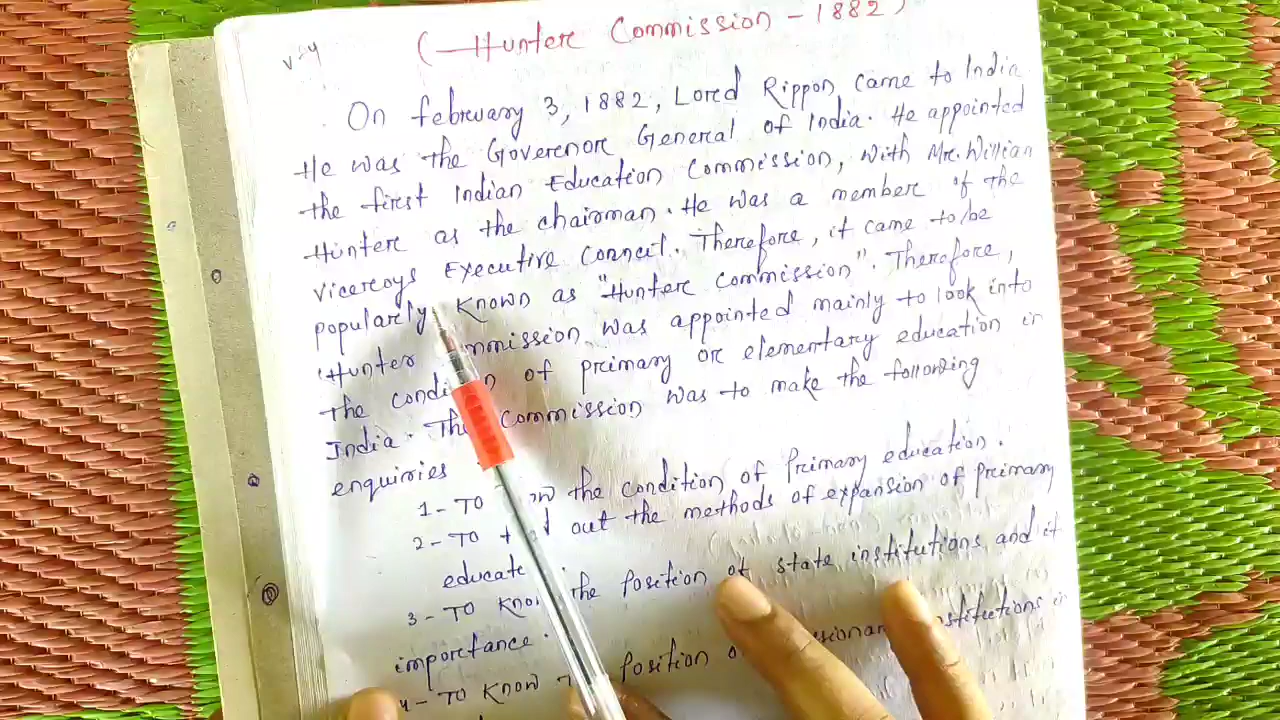 (Hunter Commission - 1882)
On february 3, 1882, Lord Rippon came to India
He was the Governor General of India. He appointed
the first Indian Education Commission, with Mr. Willian
Hunter as the chairman. He was a member of the
viceroys Executive Council. Therefore, it came to be
popularly known as "Hunter Commission". Therefore,
Hunter mmission was appointed mainly to look into
the condi n of primary or elementary education in
India. The Commission was to make the following
enquiries
1- To the condition of Primary education.
2- To out the methods of expansion of Primary
educate
3- To Know the position of state institutions and it
importance.
4- To Know position